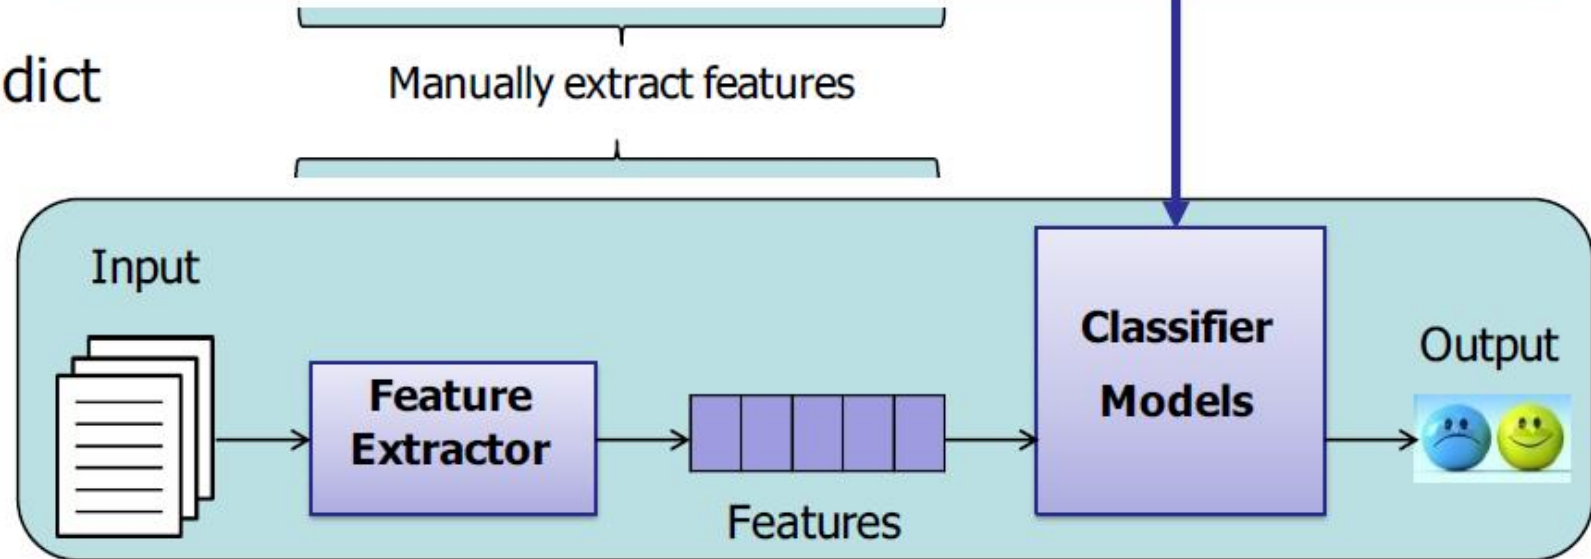 dict
Manually extract features
Input
Feature
Extractor
Features
Classifier
Models
Output